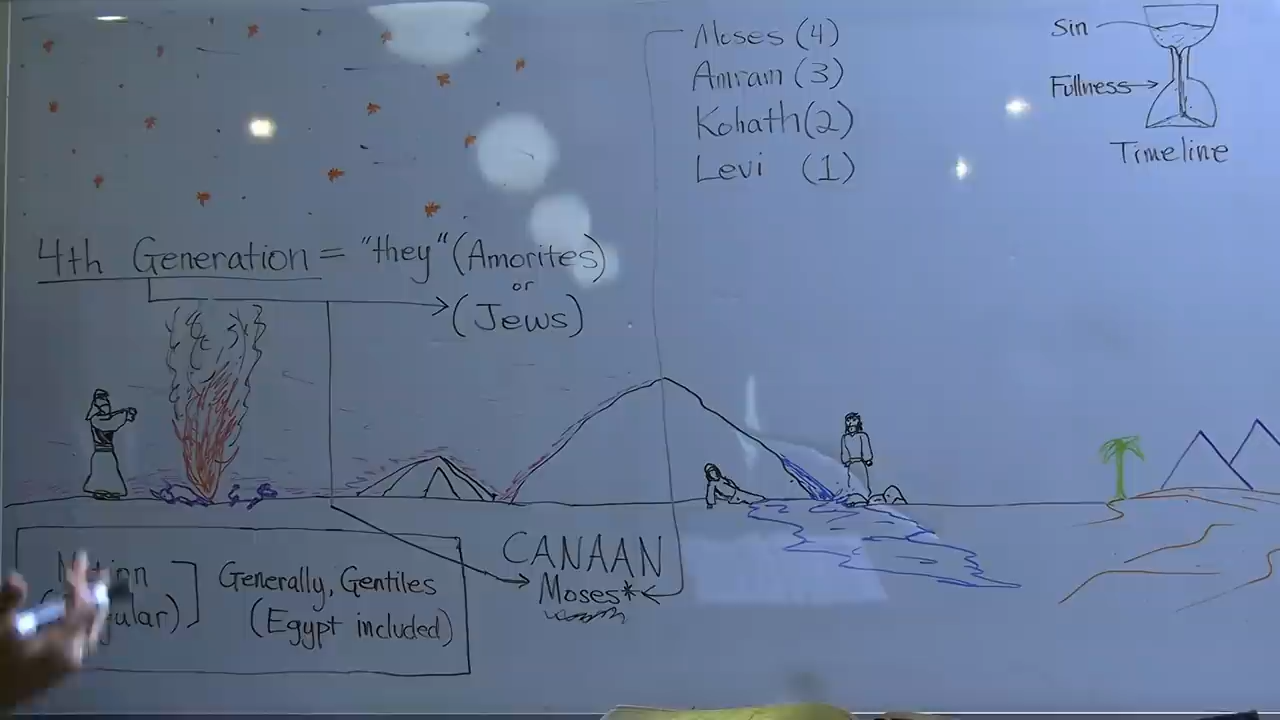 Moses (4)
Amram (3)
Kohath (2)
Levi (1)
Sin
Fullness
Timeline
4th Generation = "they" (Amorites)
or
(Jews)
CANAAN
Moses*
Generally, Gentiles
(Egypt included)